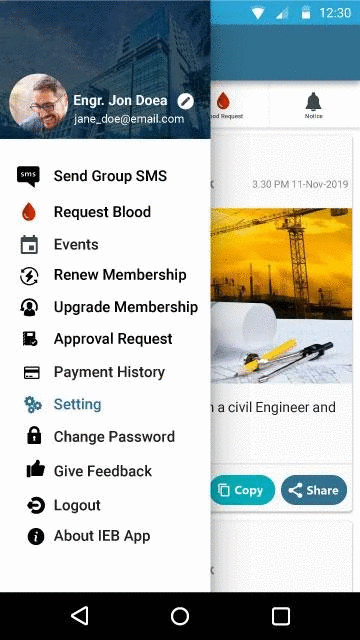 12:30
Engr. Jon Doea
jane_doe@email.com
ood Request
Notice
sms
Send Group SMS
3.30 PM 11-Nov-2019
Request Blood
Events
Renew Membership
Upgrade Membership
Approval Request
Payment History
Setting
a civil Engineer and
Change Password
Give Feedback
Copy
Share
Logout
About IEB App